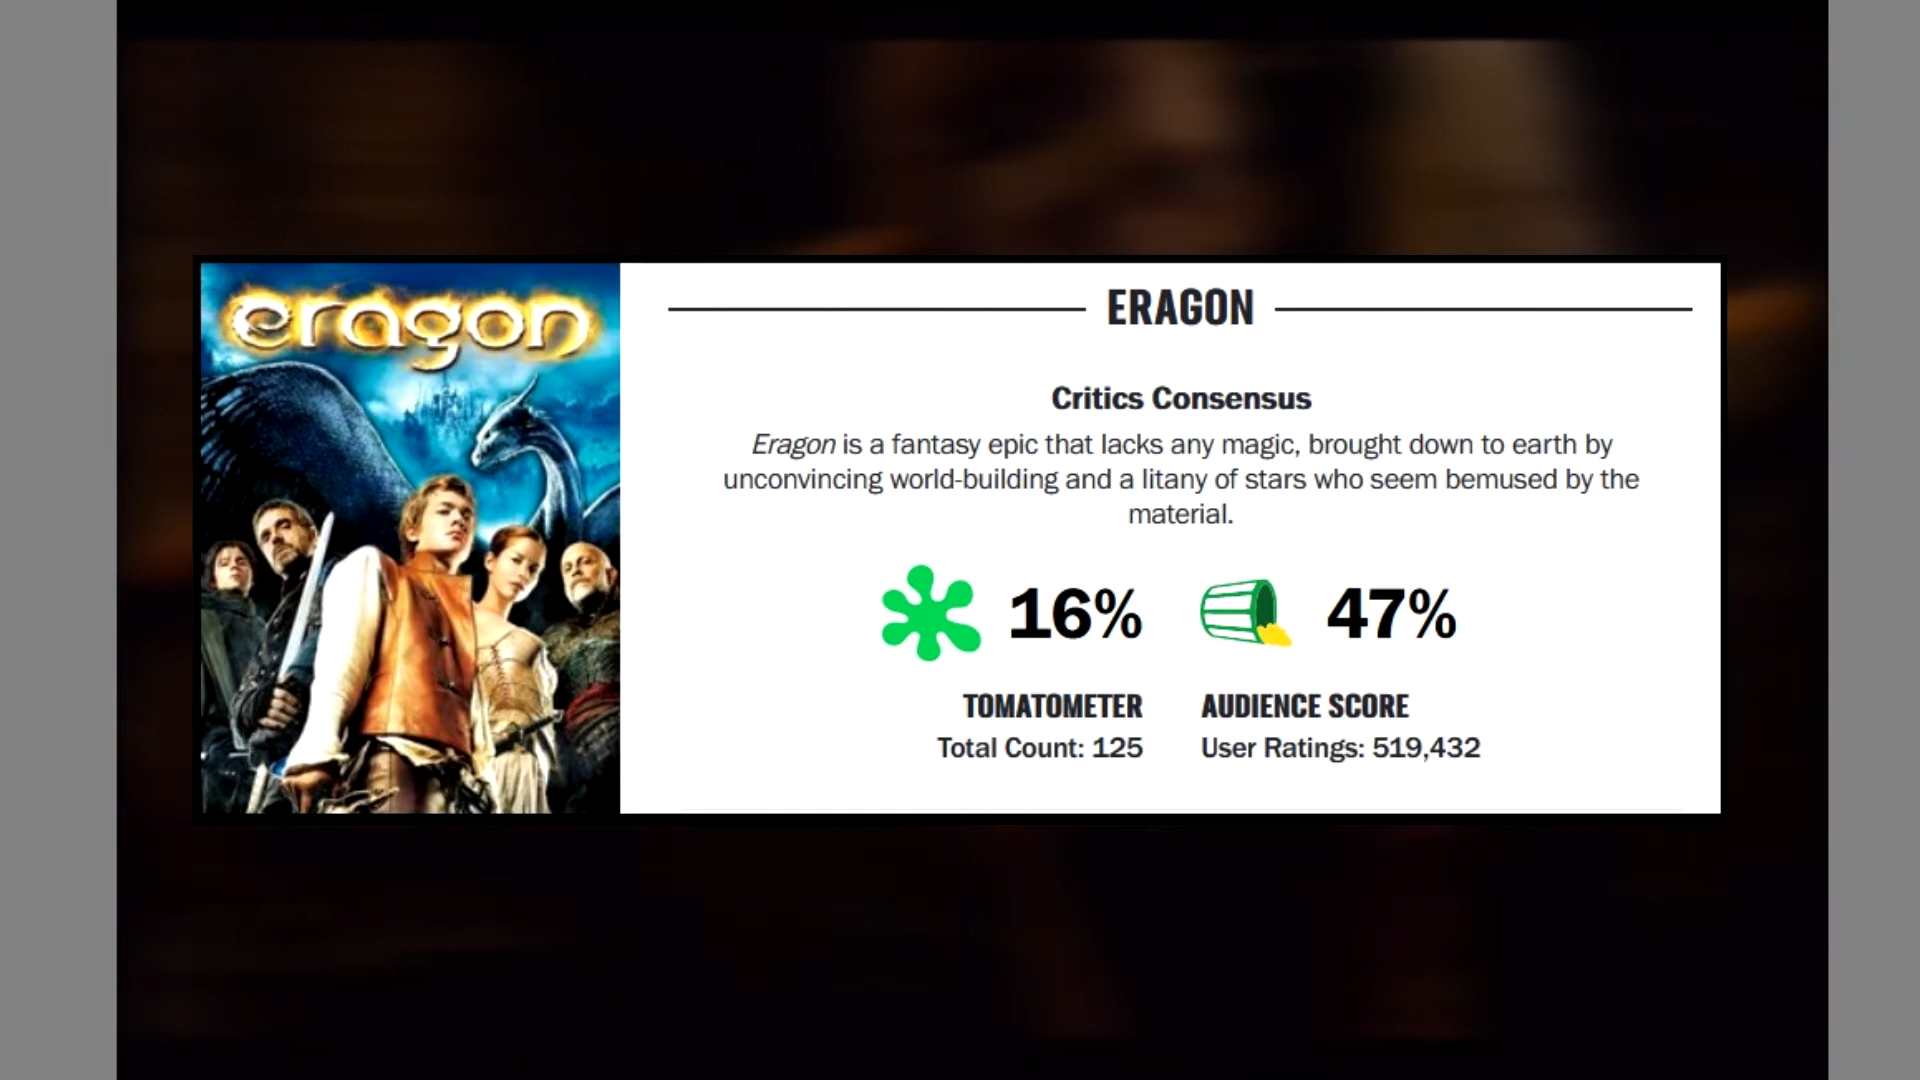 eragon
ERAGON
Critics Consensus
Eragon is a fantasy epic that lacks any magic, brought down to earth by
unconvincing world-building and a litany of stars who seem bemused by the
material.
16% 47%
TOMATOMETER AUDIENCE SCORE
Total Count: 125 User Ratings: 519,432